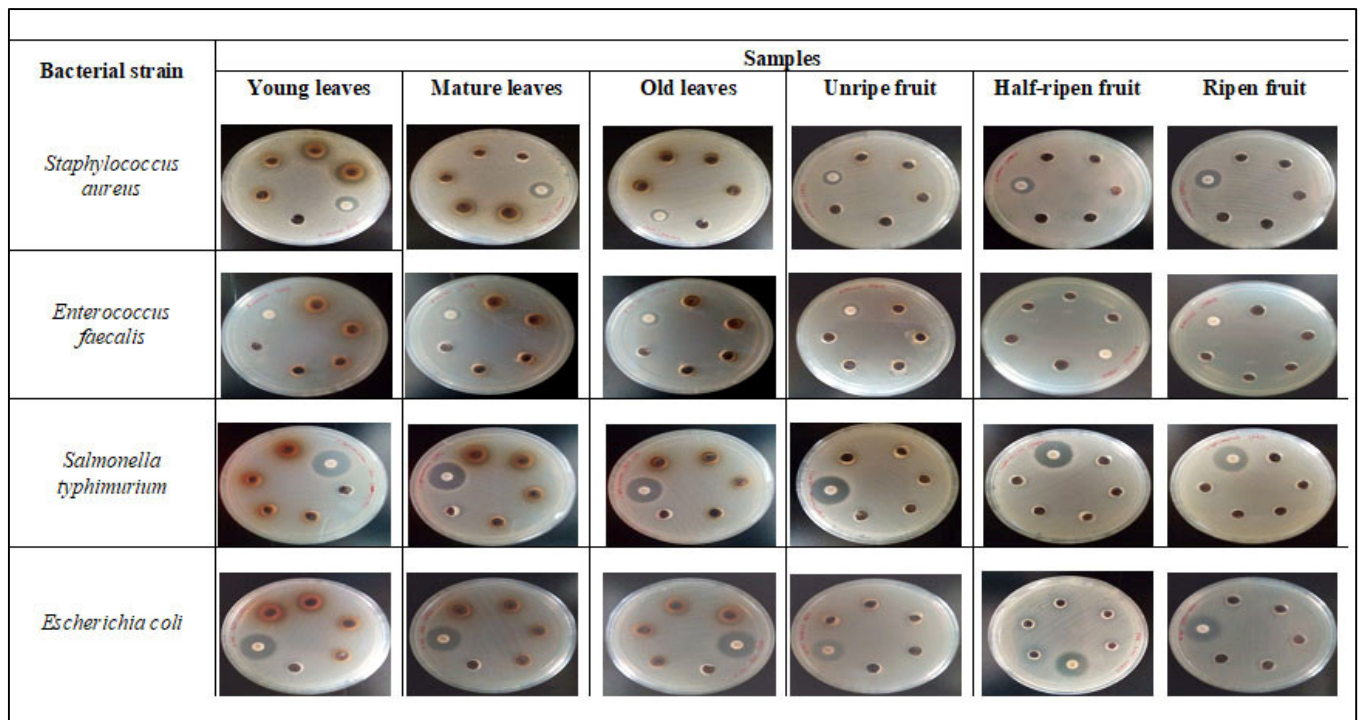 Samples
Bacterial strain
Young leaves Mature leaves Old leaves Unripe fruit Half-ripen fruit Ripen fruit
Staphylococcus
aureus
Enterococcus
faecalis
Salmonella
typhimurium
Escherichia coli